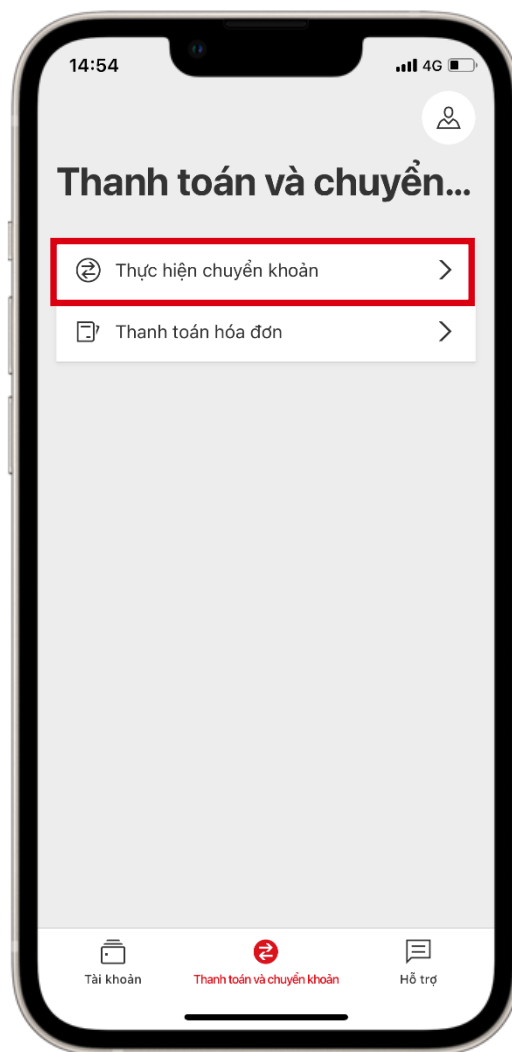 14:54 4G
Thanh toán và chuyển...
Thực hiện chuyển khoản
Thanh toán hóa đơn
Tài khoản Thanh toán và chuyển khoản Hỗ trợ